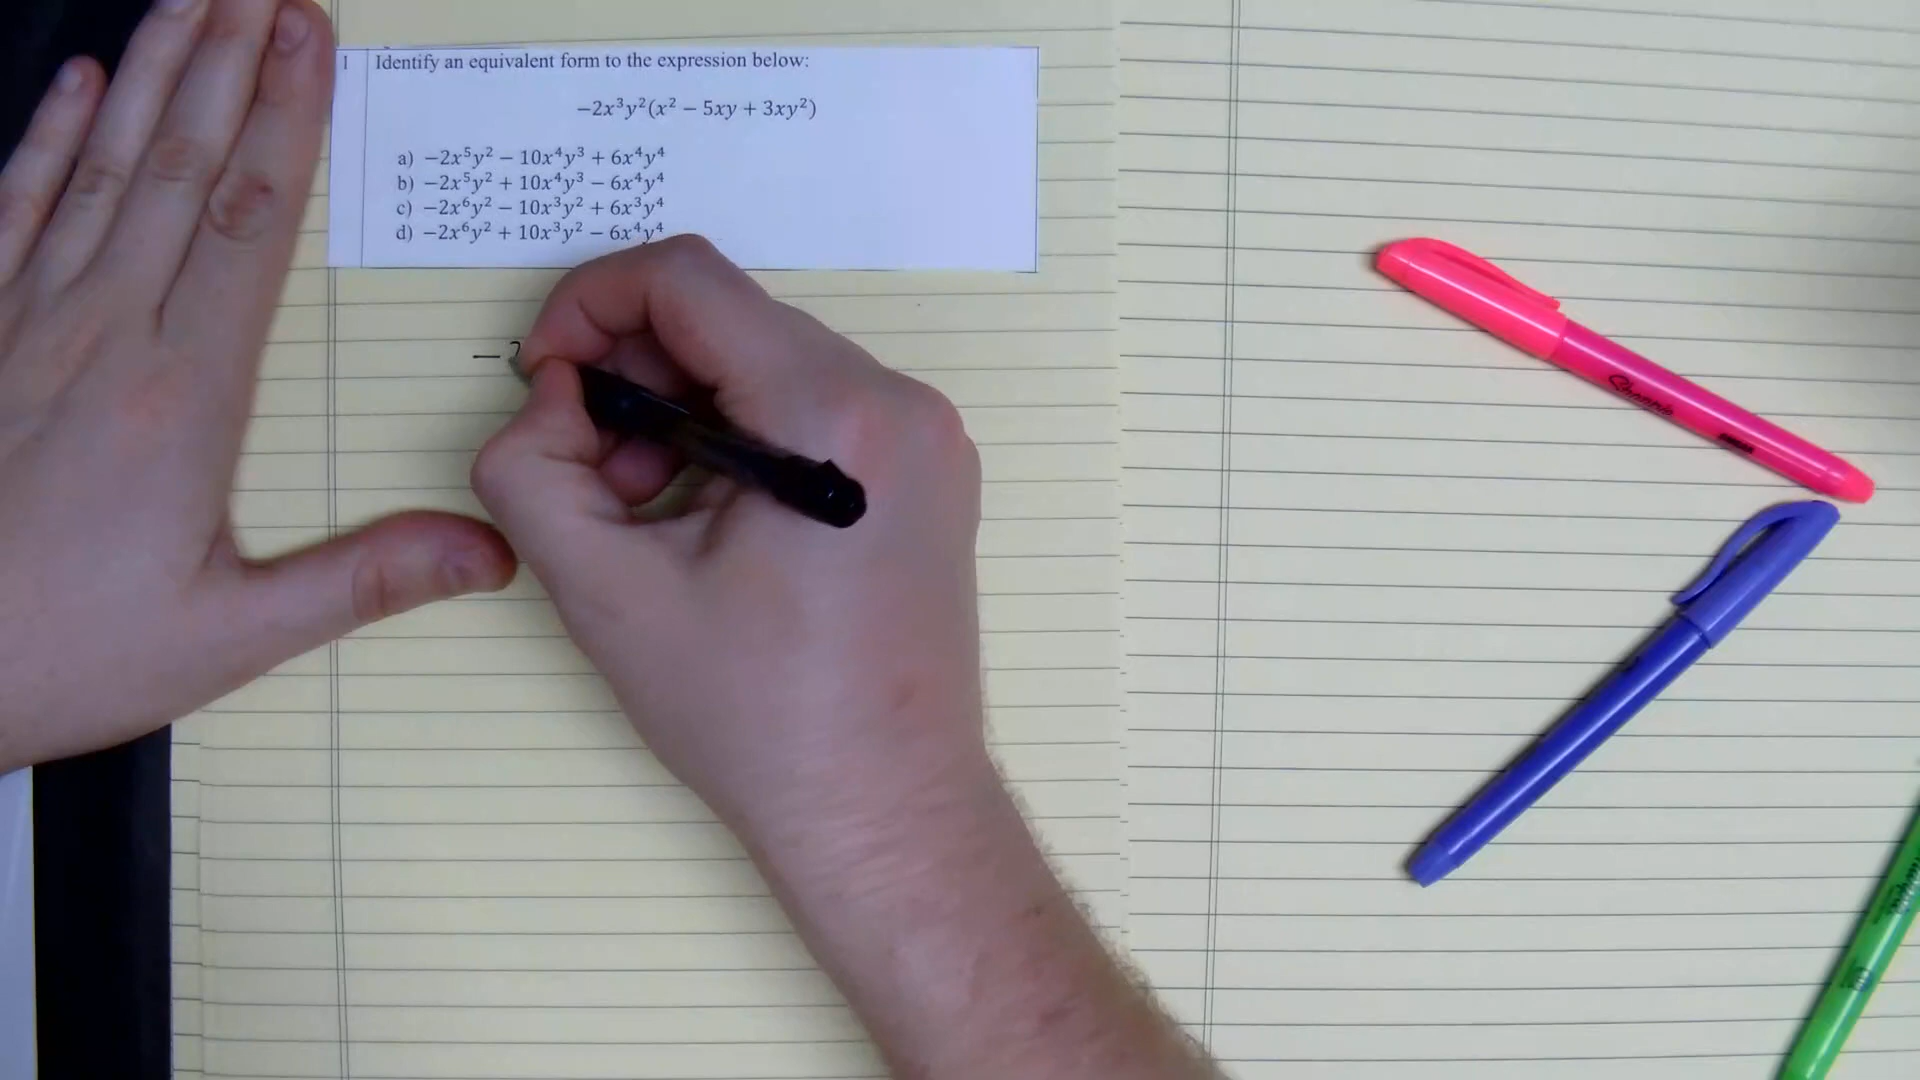 1 Identify an equivalent form to the expression below:
−2x³y²(x² − 5xy + 3xy²)
a) −2x⁵y² − 10x⁴y³ + 6x⁴y⁴
b) −2x⁵y² + 10x⁴y³ − 6x⁴y⁴
c) −2x⁶y² − 10x³y² + 6x³y⁴
d) −2x⁶y² + 10x³y² − 6x⁴y⁴
Sharpie